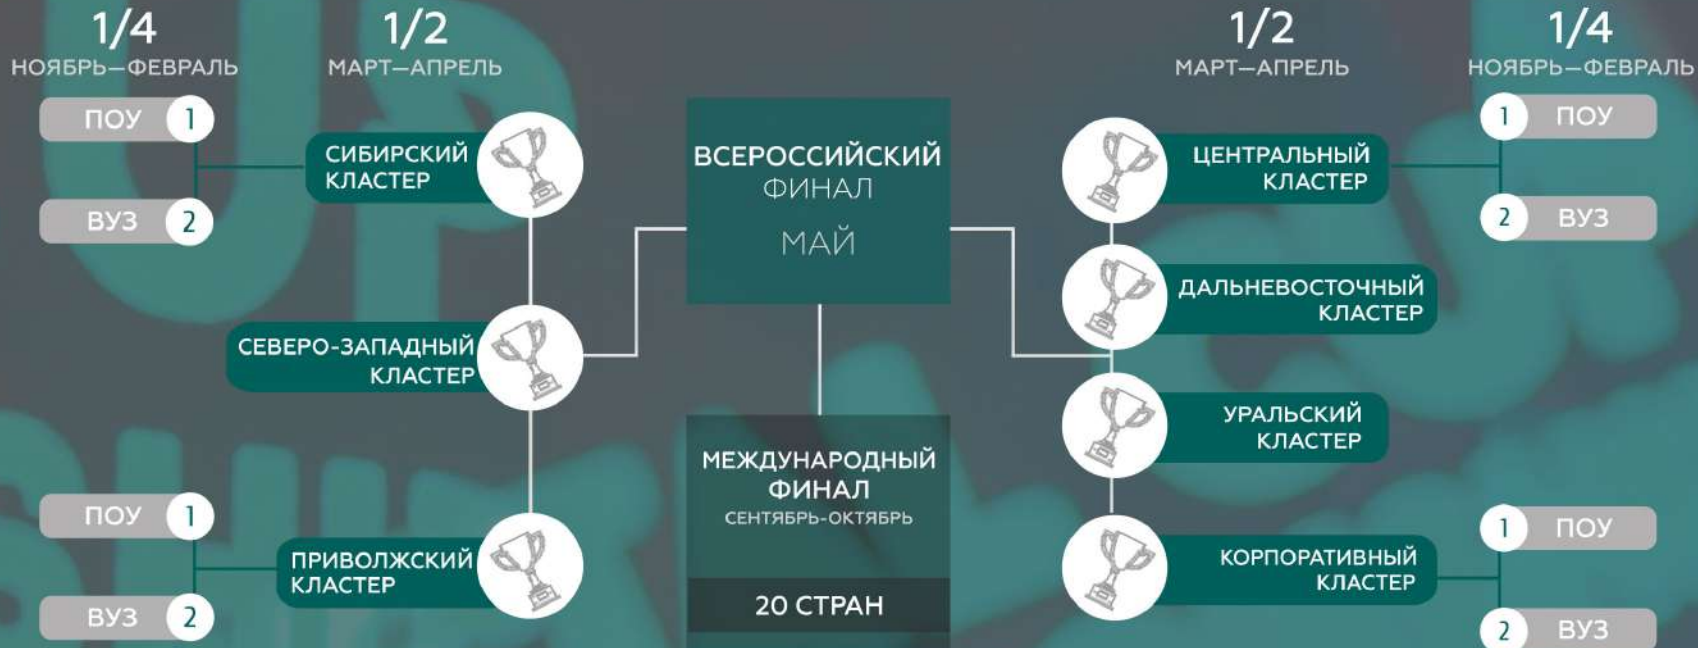 1/4
НОЯБРЬ—ФЕВРАЛЬ
ПОУ 1
ВУЗ 2
1/2
МАРТ—АПРЕЛЬ
СИБИРСКИЙ
КЛАСТЕР
СЕВЕРО-ЗАПАДНЫЙ
КЛАСТЕР
ПОУ 1
ВУЗ 2
ПРИВОЛЖСКИЙ
КЛАСТЕР
ВСЕРОССИЙСКИЙ
ФИНАЛ
МАЙ
МЕЖДУНАРОДНЫЙ
ФИНАЛ
СЕНТЯБРЬ-ОКТЯБРЬ
20 СТРАН
1/2
МАРТ—АПРЕЛЬ
ЦЕНТРАЛЬНЫЙ
КЛАСТЕР
ДАЛЬНЕВОСТОЧНЫЙ
КЛАСТЕР
УРАЛЬСКИЙ
КЛАСТЕР
КОРПОРАТИВНЫЙ
КЛАСТЕР
1/4
НОЯБРЬ—ФЕВРАЛЬ
1 ПОУ
2 ВУЗ
1 ПОУ
2 ВУЗ